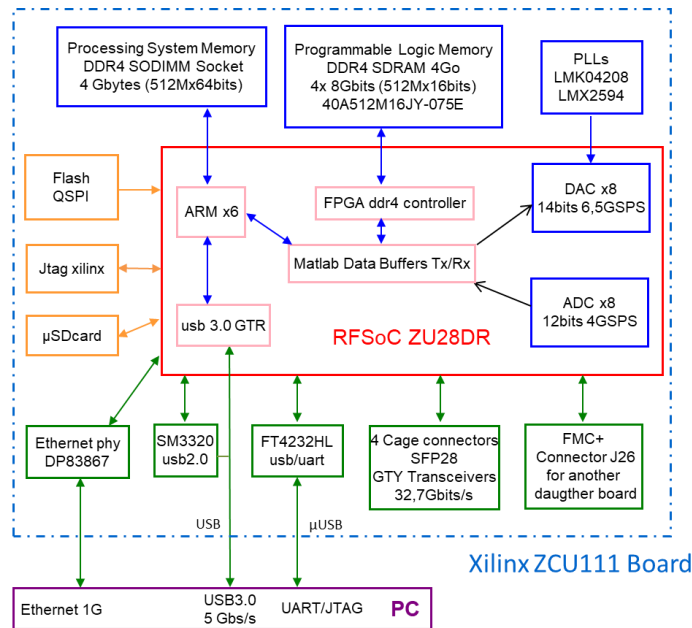 Processing System Memory
DDR4 SODIMM Socket
4 Gbytes (512Mx64bits)
Programmable Logic Memory
DDR4 SDRAM 4Go
4x 8Gbits (512Mx16bits)
40A512M16JY-075E
PLLs
LMK04208
LMX2594
Flash
QSPI
ARM x6
FPGA ddr4 controller
DAC x8
14bits 6,5GSPS
Jtag xilinx
Matlab Data Buffers Tx/Rx
µSDcard
usb 3.0 GTR
RFSoC ZU28DR
ADC x8
12bits 4GSPS
Ethernet phy
DP83867
SM3320
usb2.0
FT4232HL
usb/uart
4 Cage connectors
SFP28
GTY Transceivers
32,7Gbits/s
FMC+
Connector J26
for another
daugther board
USB
µUSB
Xilinx ZCU111 Board
Ethernet 1G
USB3.0
5 Gbs/s
UART/JTAG
PC